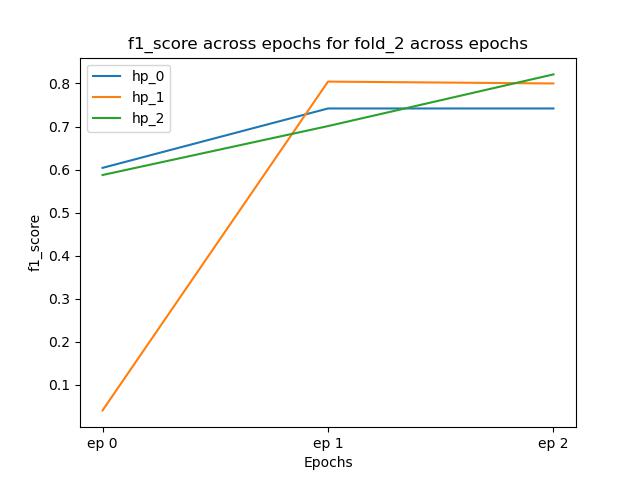 f1_score across epochs for fold_2 across epochs
hp_0
hp_1
hp_2
f1_score
0.8
0.7
0.6
0.5
0.4
0.3
0.2
0.1
ep 0 ep 1 ep 2
Epochs